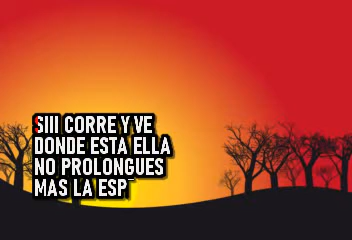 SIII CORRE Y VE
DONDE ESTA ELLA
NO PROLONGUES
MAS LA ESP